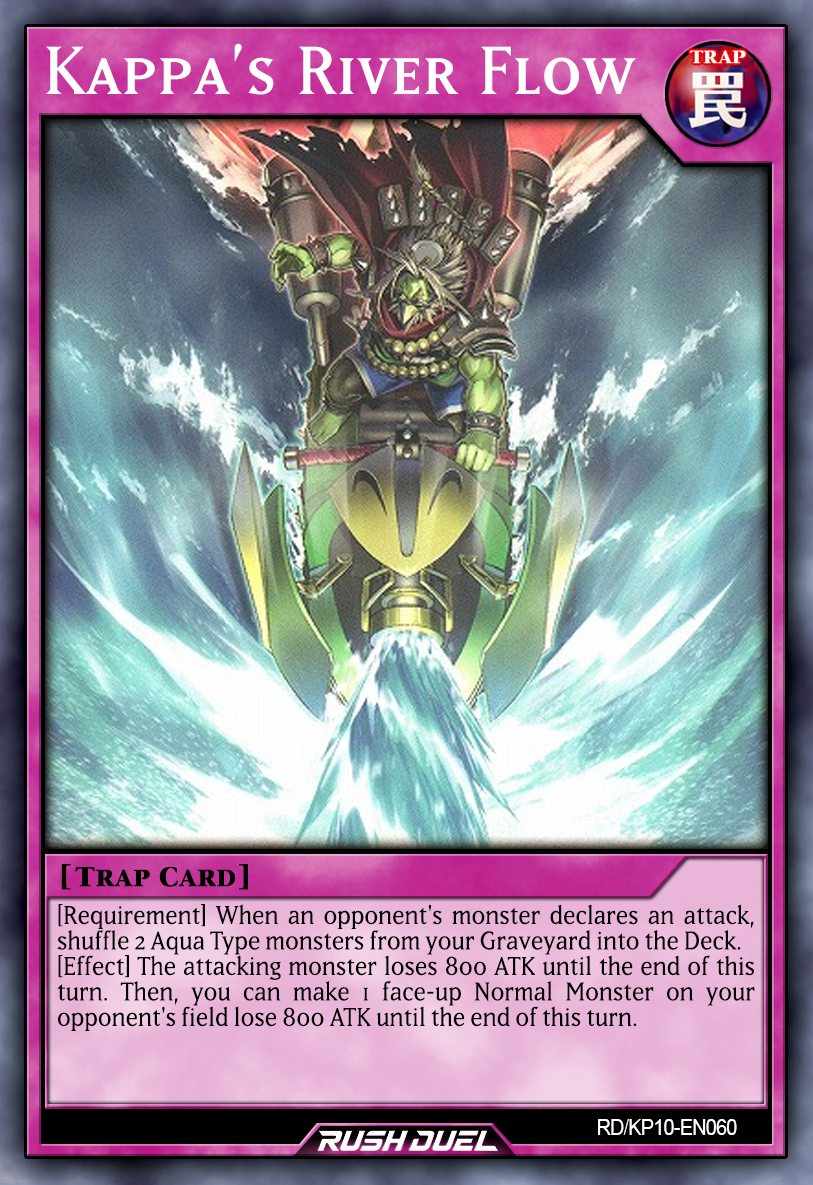 Kappa's River Flow
TRAP
罠
[Trap Card]
[Requirement] When an opponent's monster declares an attack,
shuffle 2 Aqua Type monsters from your Graveyard into the Deck.
[Effect] The attacking monster loses 800 ATK until the end of this
turn. Then, you can make 1 face-up Normal Monster on your
opponent's field lose 800 ATK until the end of this turn.
RD/KP10-EN060
RUSH DUEL